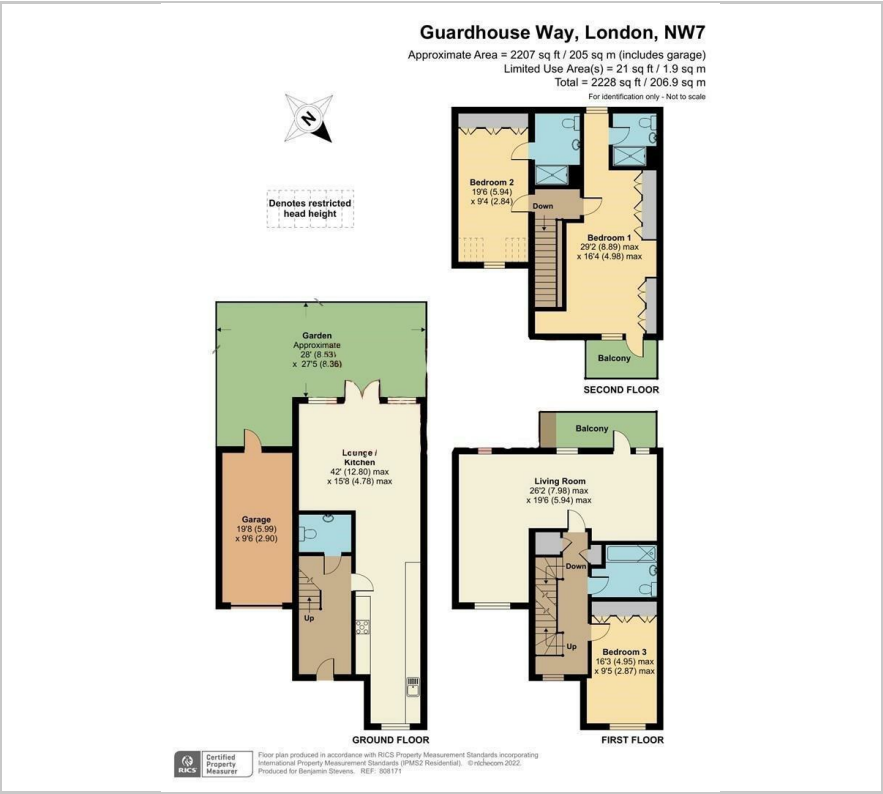 Guardhouse Way, London, NW7
Approximate Area = 2207 sq ft / 205 sq m (includes garage)
Limited Use Area(s) = 21 sq ft / 1.9 sq m
Total = 2228 sq ft / 206.9 sq m
For identification only - Not to scale
N
Denotes restricted
head height
Bedroom 2
19'6 (5.94)
x 9'4 (2.84)
Down
Bedroom 1
29'2 (8.89) max
x 16'4 (4.98) max
Balcony
SECOND FLOOR
Garden
Approximate
28' (8.53)
x 27'5 (8.36)
Lounge /
Kitchen
42' (12.80) max
x 15'8 (4.78) max
Garage
19'8 (5.99)
x 9'6 (2.90)
Up
GROUND FLOOR
Balcony
Living Room
26'2 (7.98) max
x 19'6 (5.94) max
Down
Up
Bedroom 3
16'3 (4.95) max
x 9'5 (2.87) max
FIRST FLOOR
RICS
Certified
Property
Measurer
Floor plan produced in accordance with RICS Property Measurement Standards incorporating
International Property Measurement Standards (IPMS2 Residential). © ntchecom 2022.
Produced for Benjamin Stevens. REF: 808171